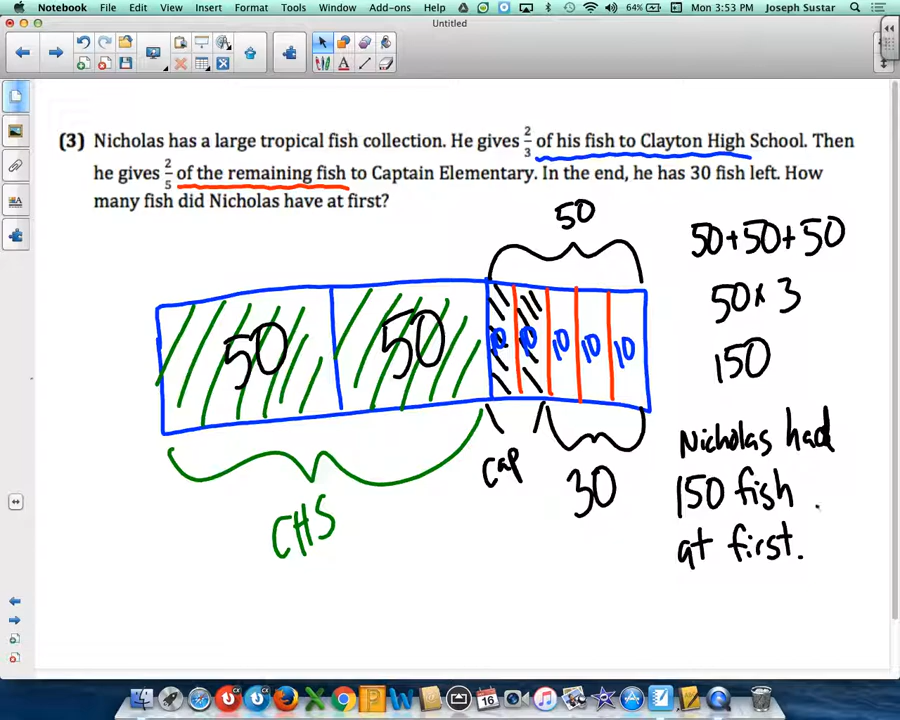 Notebook File Edit View Insert Format Tools Window Add-ons Help 64% Mon 3:53 PM Joseph Sustar
Untitled
(3) Nicholas has a large tropical fish collection. He gives 2/3 of his fish to Clayton High School. Then
he gives 2/5 of the remaining fish to Captain Elementary. In the end, he has 30 fish left. How
many fish did Nicholas have at first?
50
50+50+50
50 x 3
150
50 50 10 10 10 10 10
Nicholas had
150 fish
at first.
cap
30
CHS